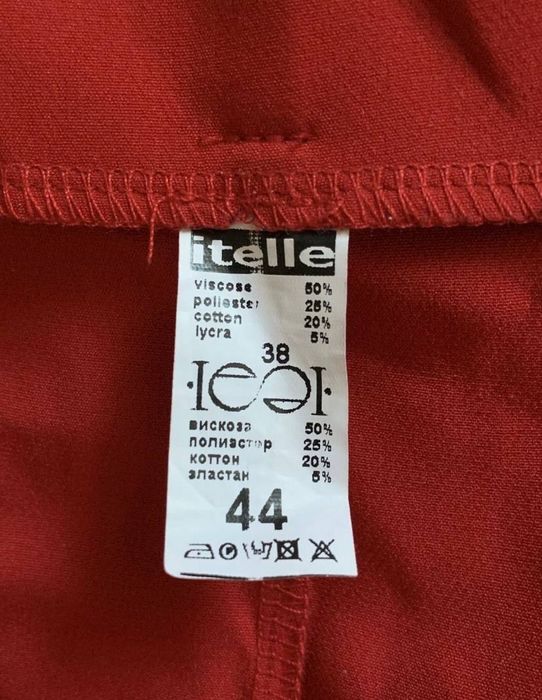 itelle
viscose 50%
poliester 25%
cotton 20%
lycra 5%
38
вискоза 50%
полиэстер 25%
коттон 20%
эластан 5%
44